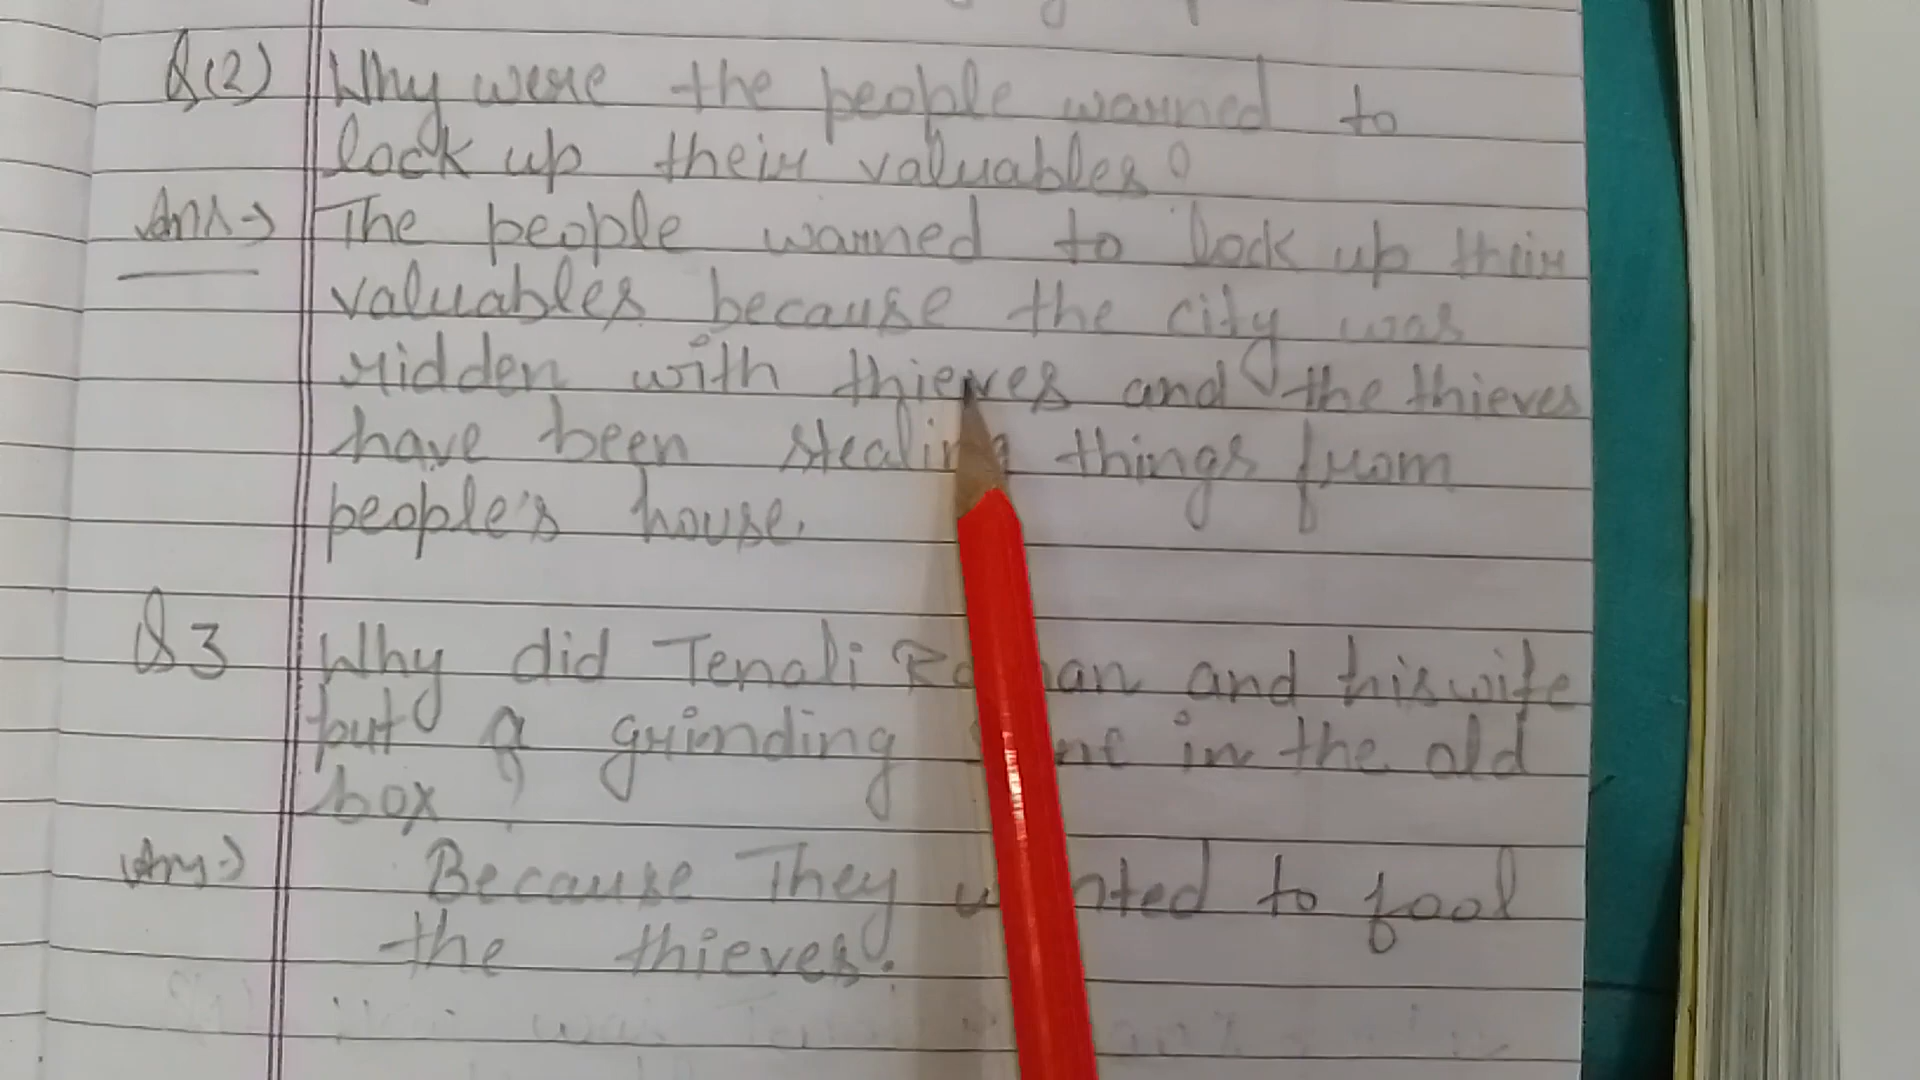 Q(2) Why were the people warned to
lock up their valuables?
Ans→ The people warned to lock up their
valuables because the city was
ridden with thieves and the thieves
have been stealing things from
people's house.
Q3 Why did Tenali Raman and his wife
put a grinding in the old
box ?
Ans→ Because They wanted to fool
the thieves.